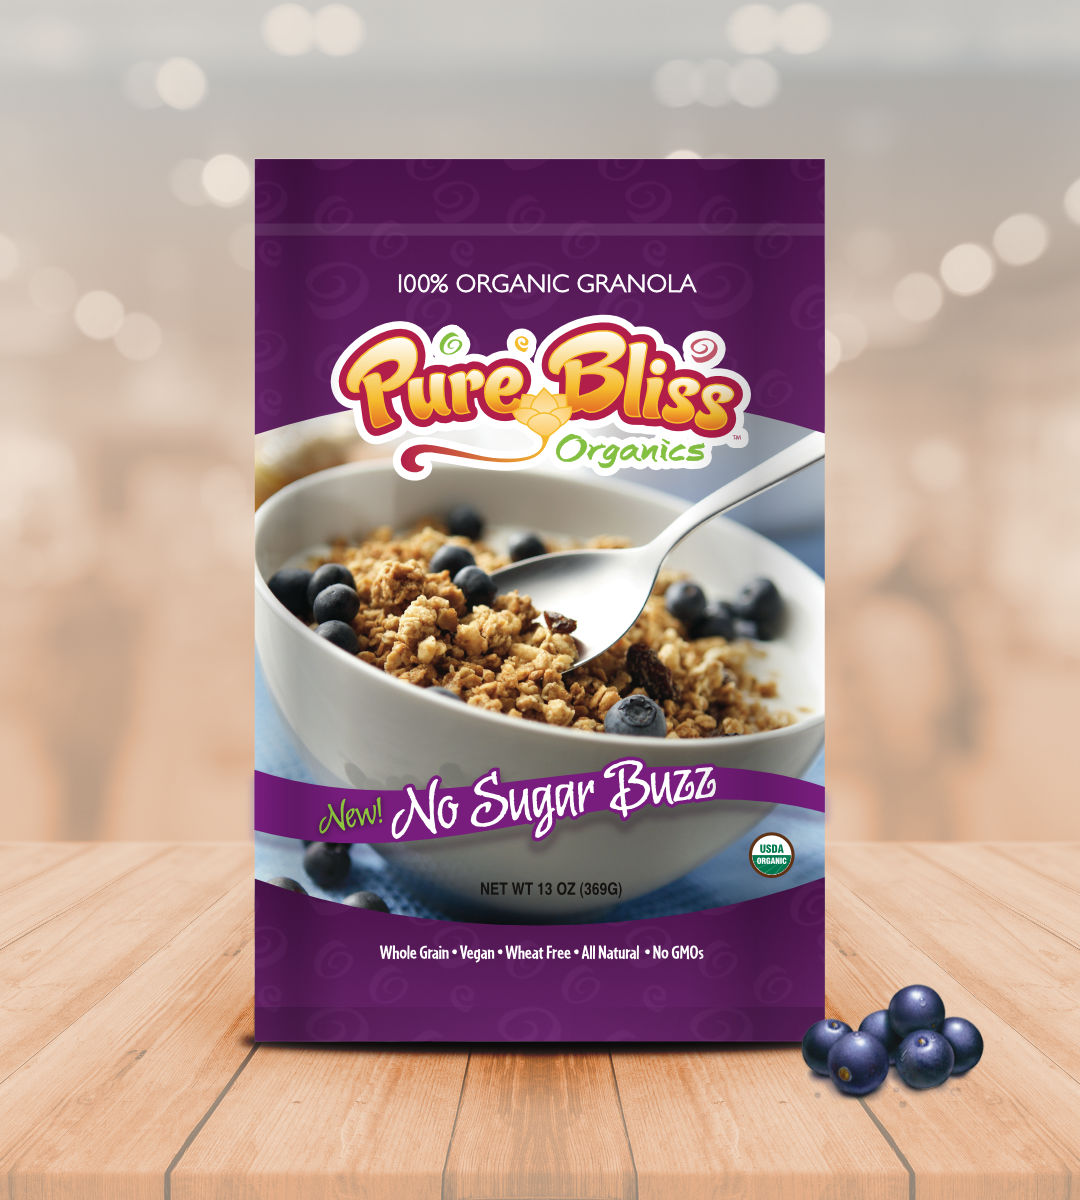 100% ORGANIC GRANOLA
Pure Bliss
Organics
TM
New! No Sugar Buzz
USDA
ORGANIC
NET WT 13 OZ (369G)
Whole Grain • Vegan • Wheat Free • All Natural • No GMOs